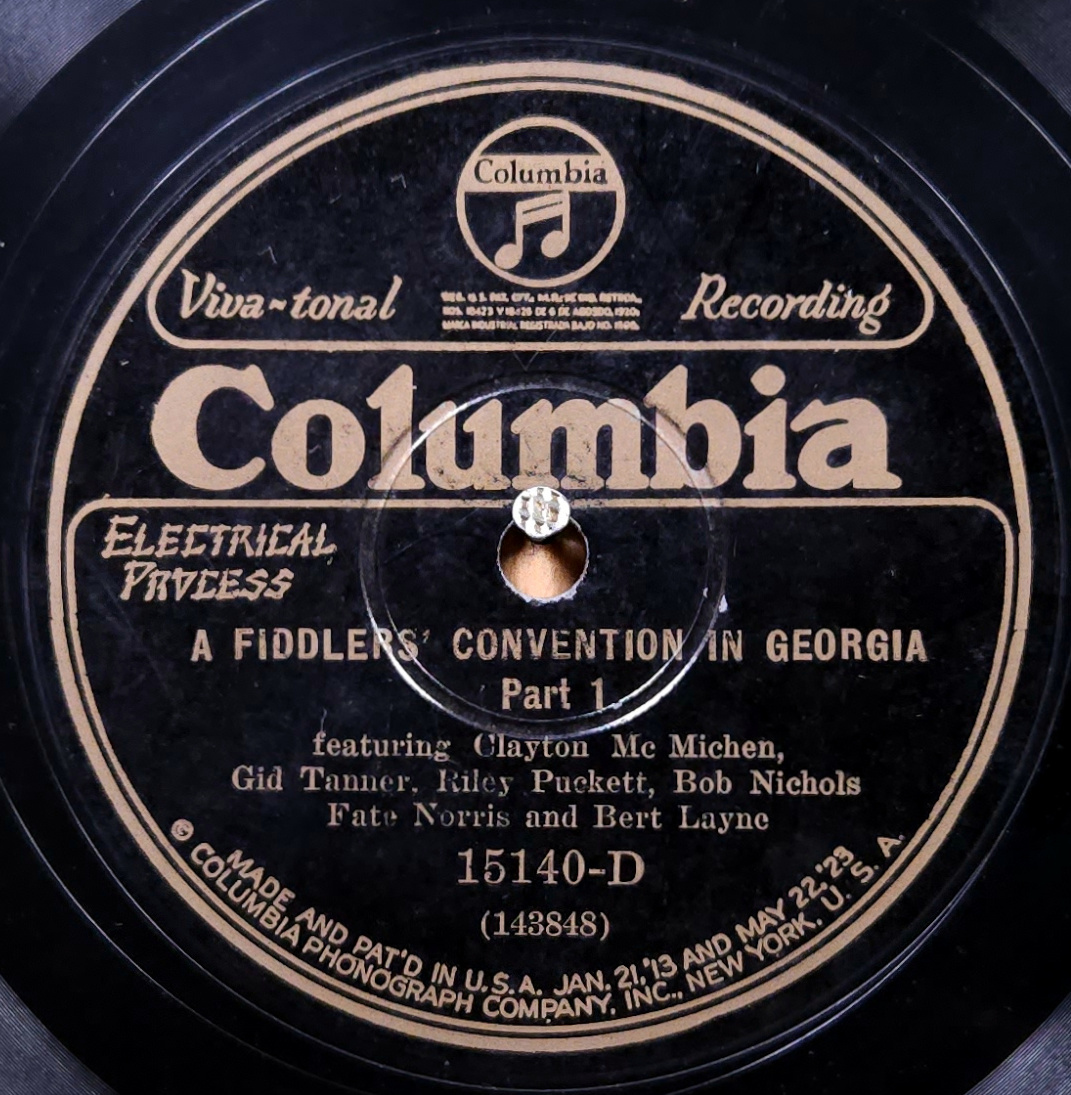 Columbia
Viva-tonal
Recording
Columbia
ELECTRICAL
PROCESS
A FIDDLERS' CONVENTION IN GEORGIA
Part 1
featuring Clayton Mc Michen,
Gid Tanner, Riley Puckett, Bob Nichols
Fate Norris and Bert Layne
15140-D
(143848)
MADE AND PAT'D IN U.S.A. JAN. 21,'13 AND MAY 22,'23
COLUMBIA PHONOGRAPH COMPANY, INC., NEW YORK. U. S. A.